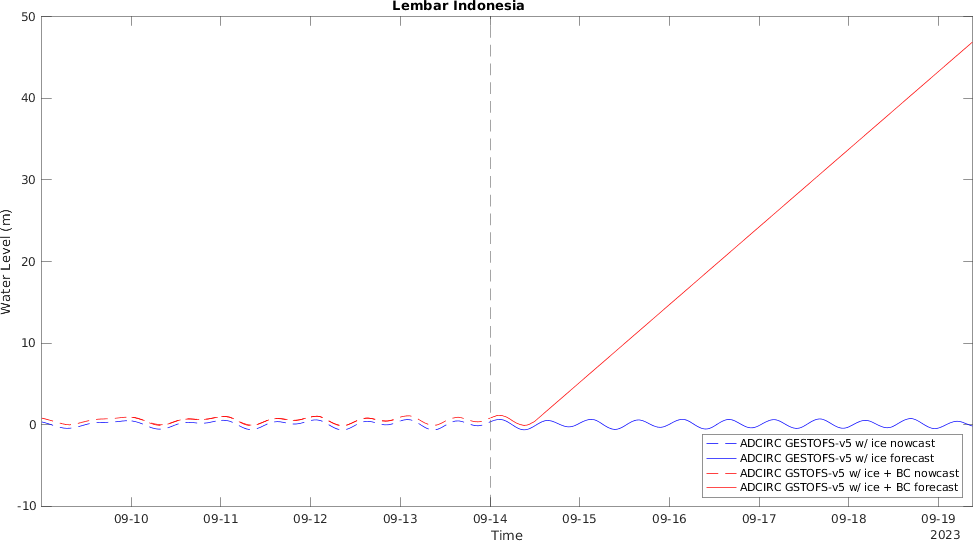 Lembar Indonesia
50
40
30
20
10
0
-10
Water Level (m)
09-10 09-11 09-12 09-13 09-14 09-15 09-16 09-17 09-18 09-19
2023
Time
ADCIRC GESTOFS-v5 w/ ice nowcast
ADCIRC GESTOFS-v5 w/ ice forecast
ADCIRC GSTOFS-v5 w/ ice + BC nowcast
ADCIRC GSTOFS-v5 w/ ice + BC forecast